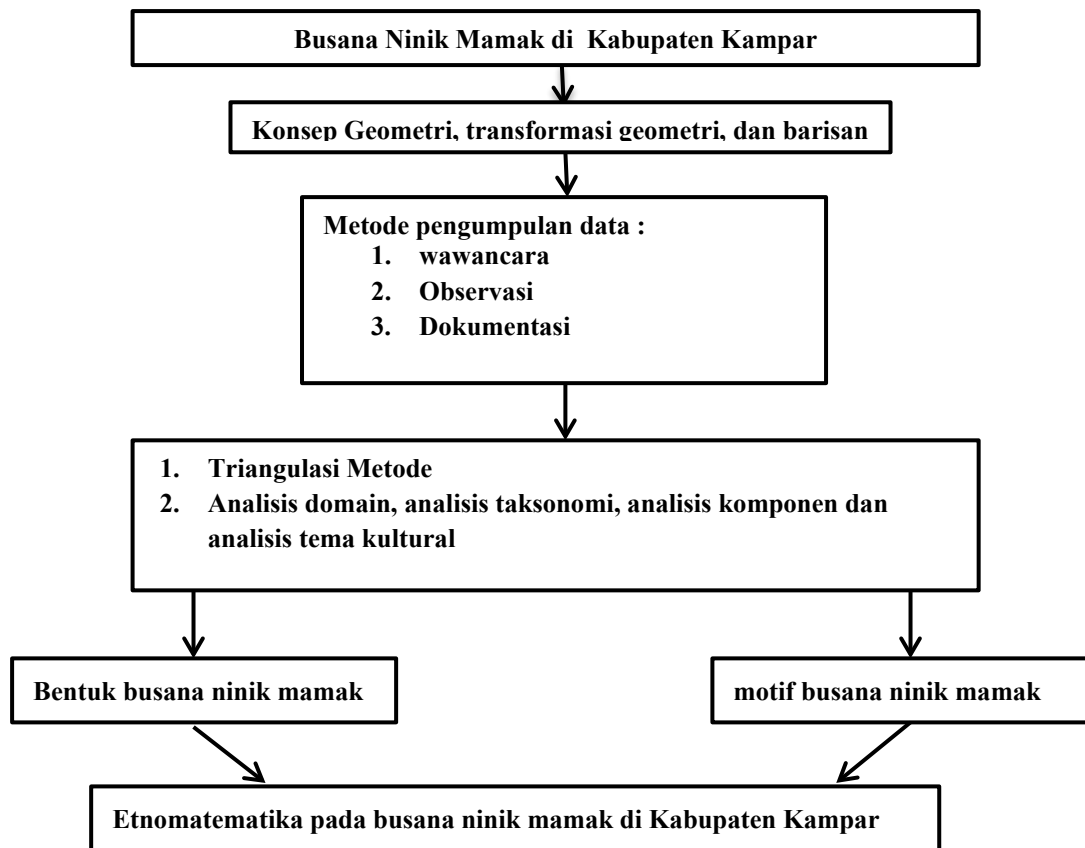 Busana Ninik Mamak di Kabupaten Kampar
Konsep Geometri, transformasi geometri, dan barisan
Metode pengumpulan data :
1. wawancara
2. Observasi
3. Dokumentasi
1. Triangulasi Metode
2. Analisis domain, analisis taksonomi, analisis komponen dan
analisis tema kultural
Bentuk busana ninik mamak
motif busana ninik mamak
Etnomatematika pada busana ninik mamak di Kabupaten Kampar